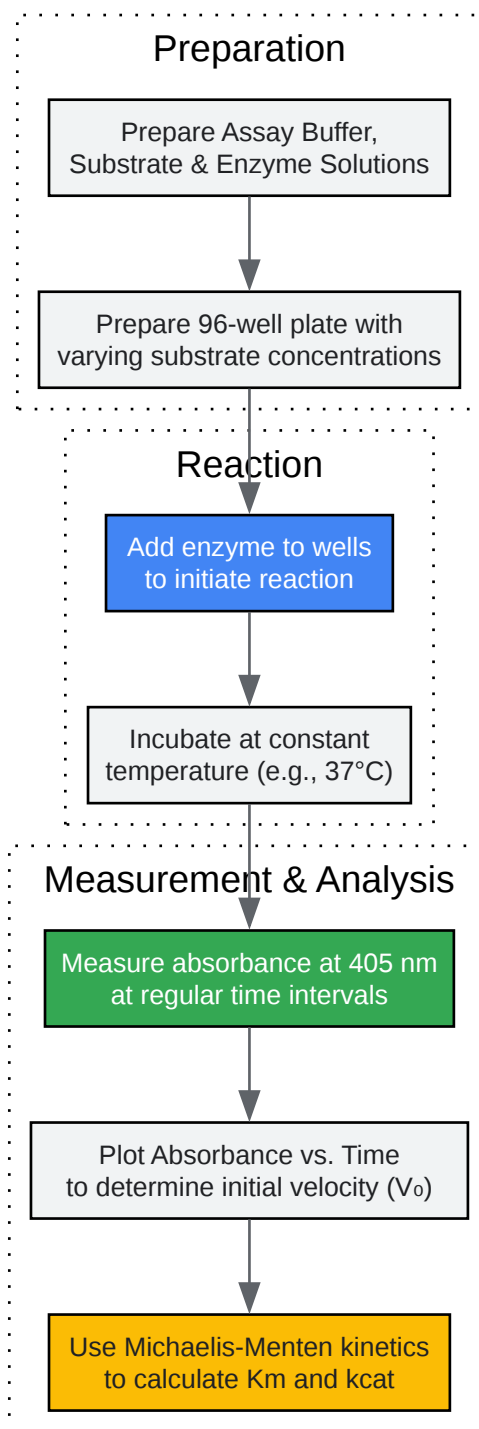 Preparation
Prepare Assay Buffer,
Substrate & Enzyme Solutions
Prepare 96-well plate with
varying substrate concentrations
Reaction
Add enzyme to wells
to initiate reaction
Incubate at constant
temperature (e.g., 37°C)
Measurement & Analysis
Measure absorbance at 405 nm
at regular time intervals
Plot Absorbance vs. Time
to determine initial velocity (V₀)
Use Michaelis-Menten kinetics
to calculate Km and kcat